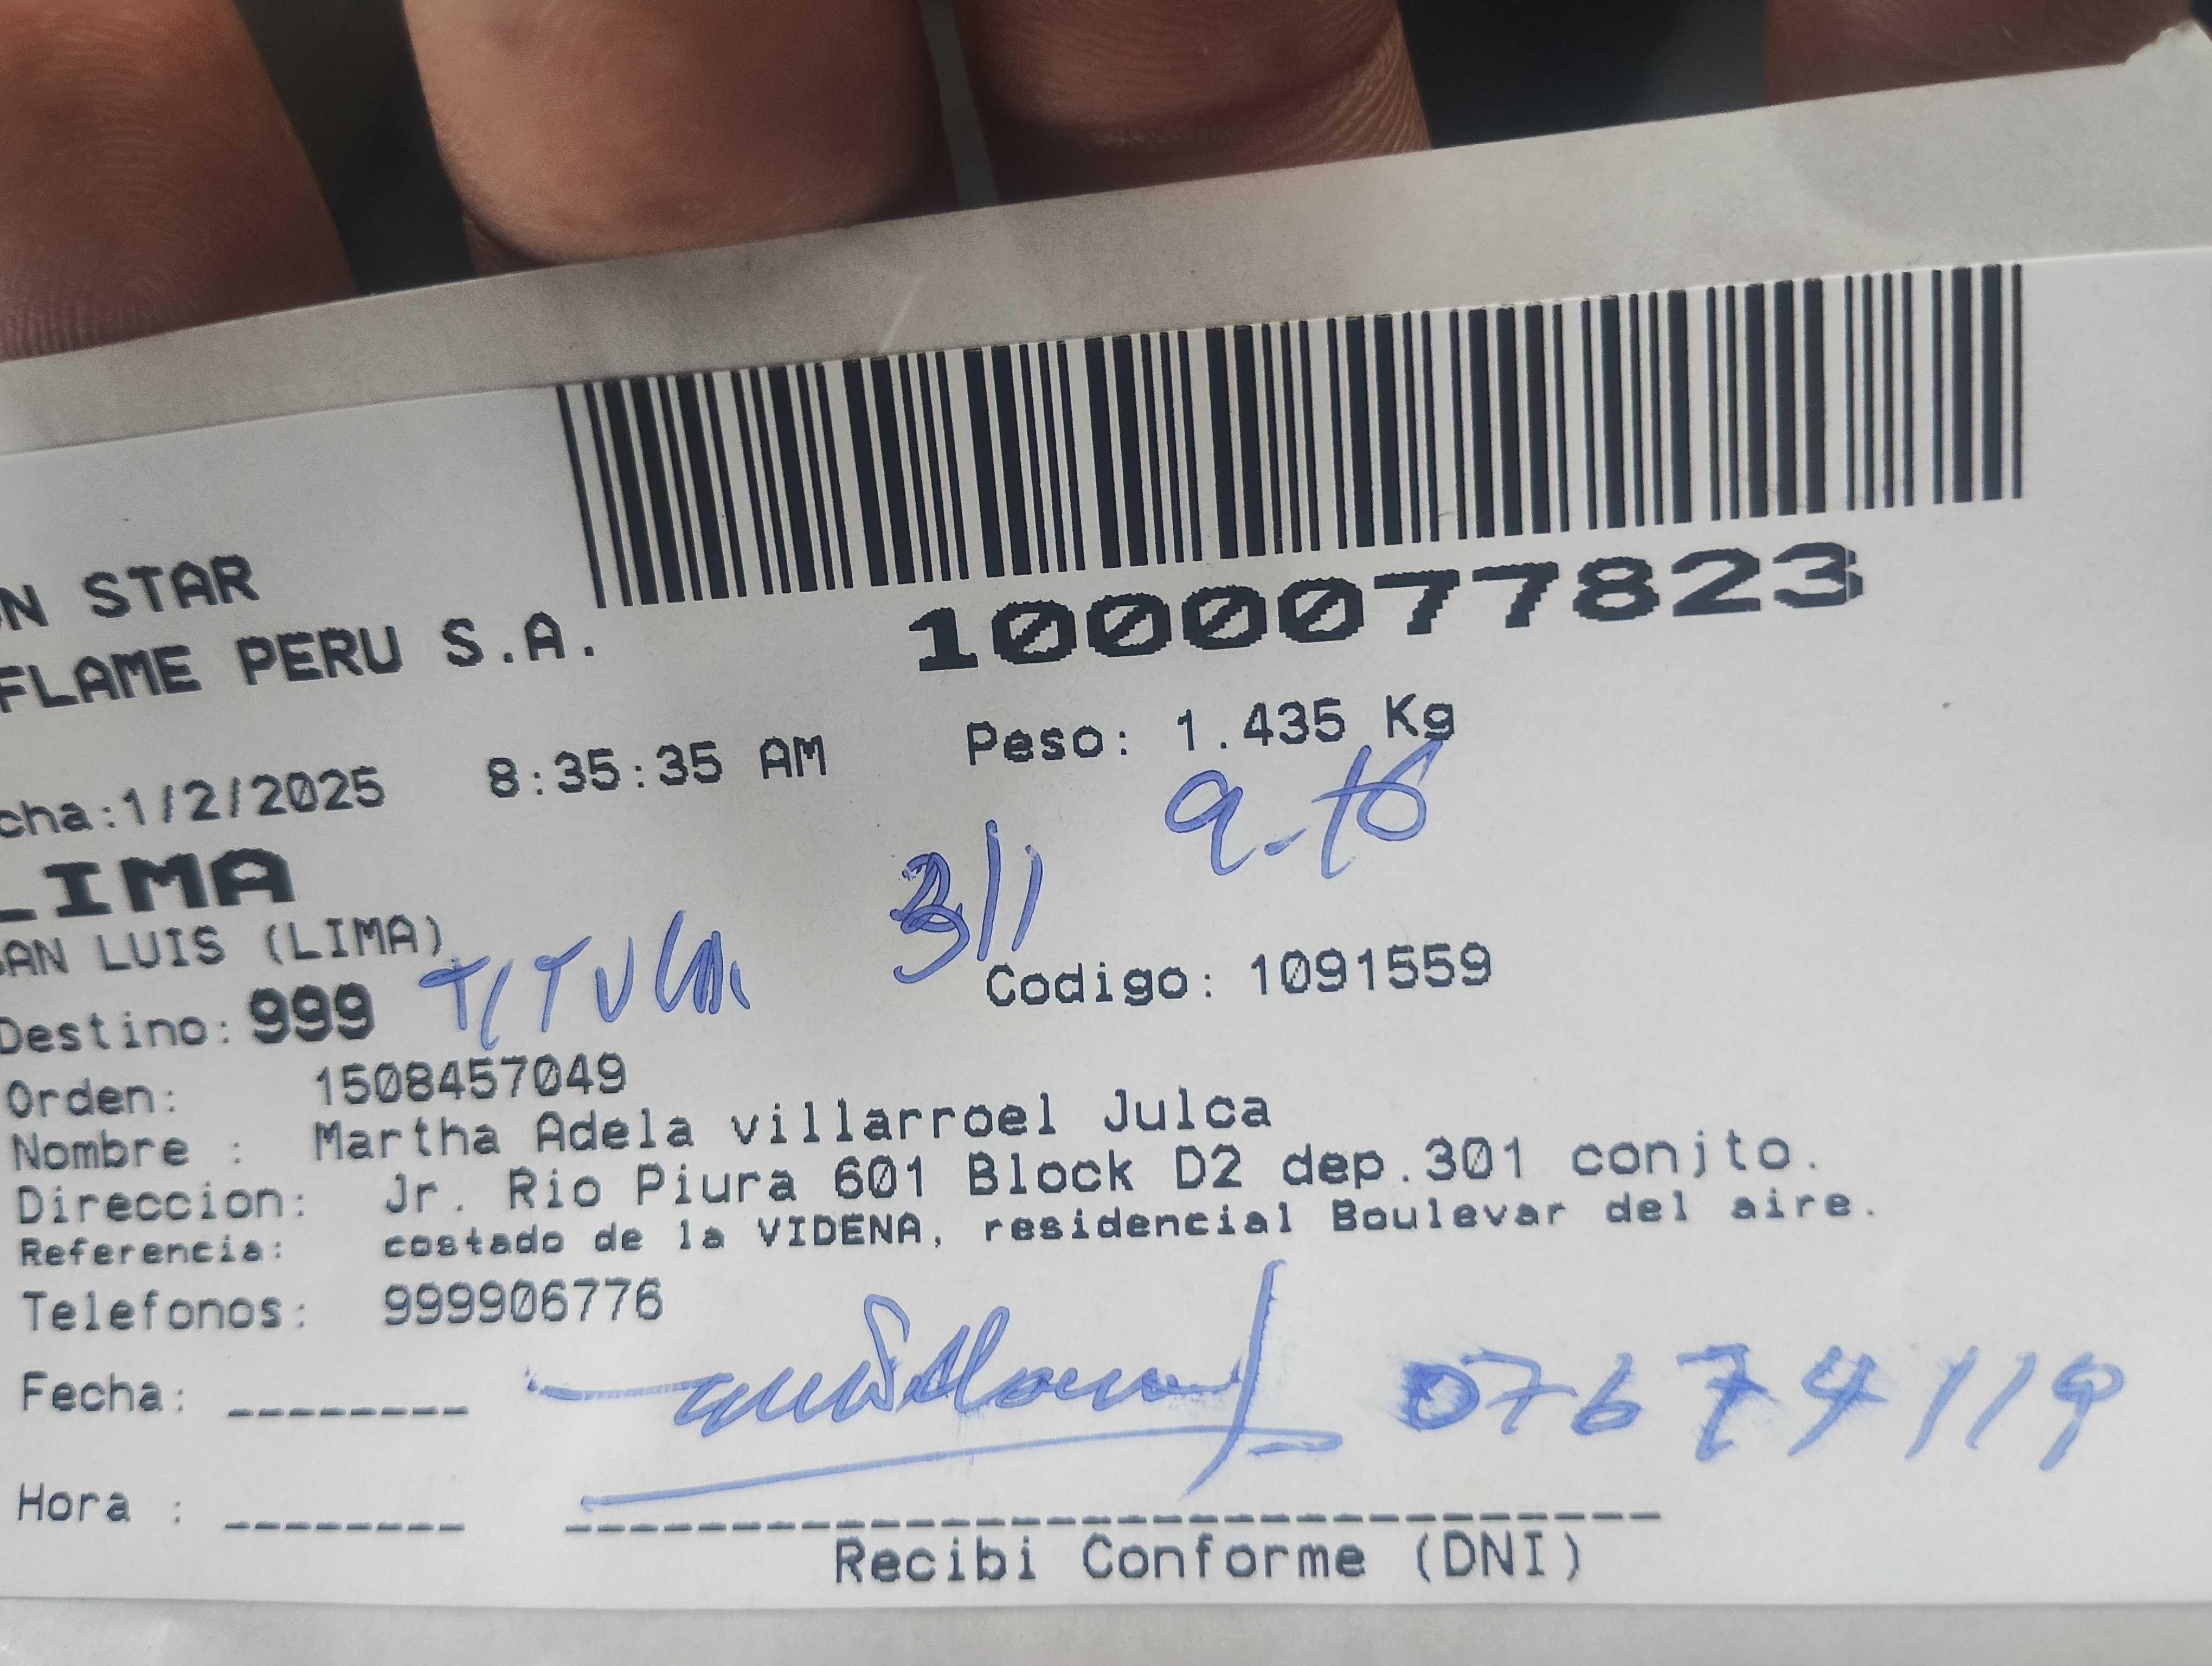 N STAR
FLAME PERU S.A.
1000077823
cha:1/2/2025 8:35:35 AM Peso: 1.435 Kg
LIMA
AN LUIS (LIMA)
3/1
Destino: 999 TITULAR Codigo: 1091559
Orden: 1508457049
Nombre : Martha Adela villarroel Julca
Direccion: Jr. Rio Piura 601 Block D2 dep.301 conjto.
Referencia: costado de la VIDENA, residencial Boulevar del aire.
Telefonos: 999906776
Fecha: ________ 07674119
Hora : ________
Recibi Conforme (DNI)